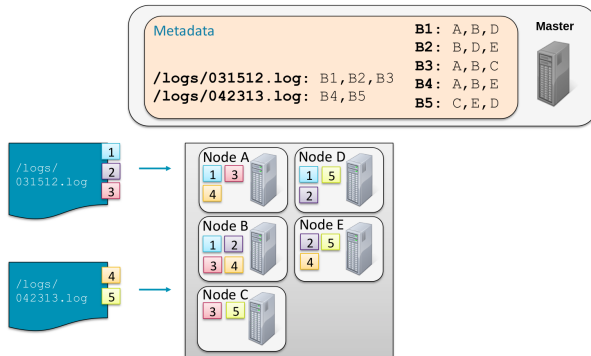 Metadata
Master
B1: A,B,D
B2: B,D,E
B3: A,B,C
B4: A,B,E
B5: C,E,D
/logs/031512.log: B1,B2,B3
/logs/042313.log: B4,B5
/logs/
031512.log
1
2
3
/logs/
042313.log
4
5
Node A
1 3
4
Node D
1 5
2
Node B
1 2
3 4
Node E
2 5
4
Node C
3 5